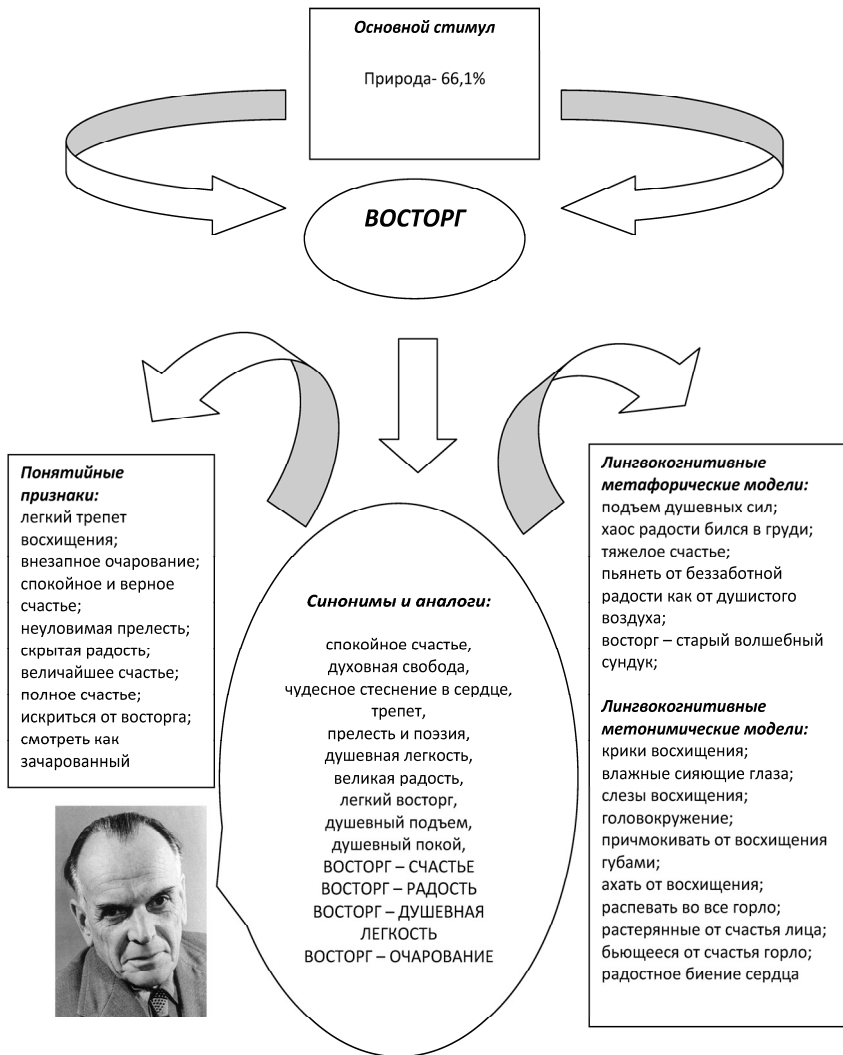 Основной стимул
Природа- 66,1%
ВОСТОРГ
Понятийные
признаки:
легкий трепет
восхищения;
внезапное очарование;
спокойное и верное
счастье;
неуловимая прелесть;
скрытая радость;
величайшее счастье;
полное счастье;
искриться от восторга;
смотреть как
зачарованный
Синонимы и аналоги:
спокойное счастье,
духовная свобода,
чудесное стеснение в сердце,
трепет,
прелесть и поэзия,
душевная легкость,
великая радость,
легкий восторг,
душевный подъем,
душевный покой,
ВОСТОРГ – СЧАСТЬЕ
ВОСТОРГ – РАДОСТЬ
ВОСТОРГ – ДУШЕВНАЯ
ЛЕГКОСТЬ
ВОСТОРГ – ОЧАРОВАНИЕ
Лингвокогнитивные
метафорические модели:
подъем душевных сил;
хаос радости бился в груди;
тяжелое счастье;
пьянеть от беззаботной
радости как от душистого
воздуха;
восторг – старый волшебный
сундук;
Лингвокогнитивные
метонимические модели:
крики восхищения;
влажные сияющие глаза;
слезы восхищения;
головокружение;
причмокивать от восхищения
губами;
ахать от восхищения;
распевать во все горло;
растерянные от счастья лица;
бьющееся от счастья горло;
радостное биение сердца